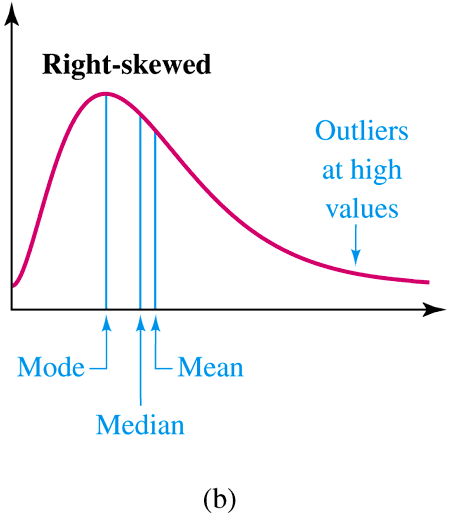 Right-skewed
Outliers
at high
values
Mode
Mean
Median
(b)